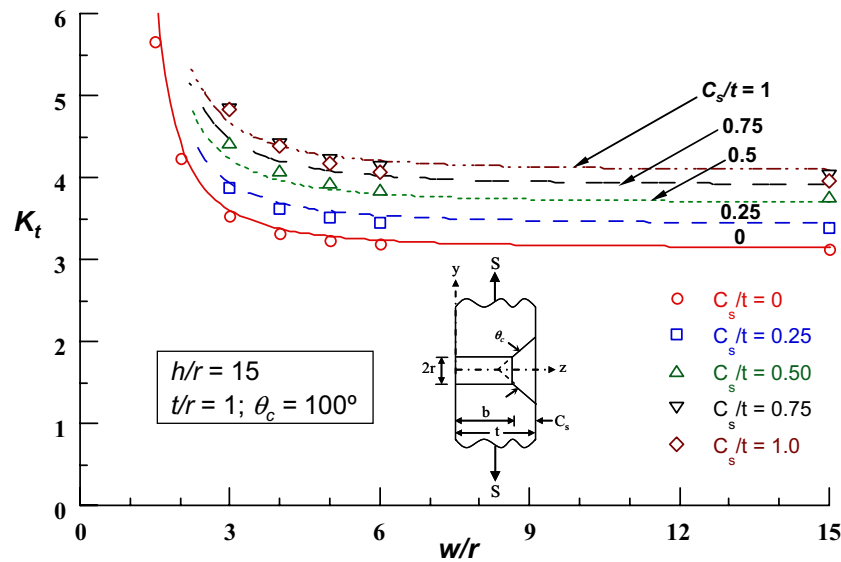 6
5
4
3
2
1
0
K_t
0
3
6
9
12
15
w/r
C_s/t = 1
0.75
0.5
0.25
0
h/r = 15
t/r = 1; θ_c = 100º
S
y
θ_c
2r
z
b
C_s
t
S
C_s/t = 0
C_s/t = 0.25
C_s/t = 0.50
C_s/t = 0.75
C_s/t = 1.0